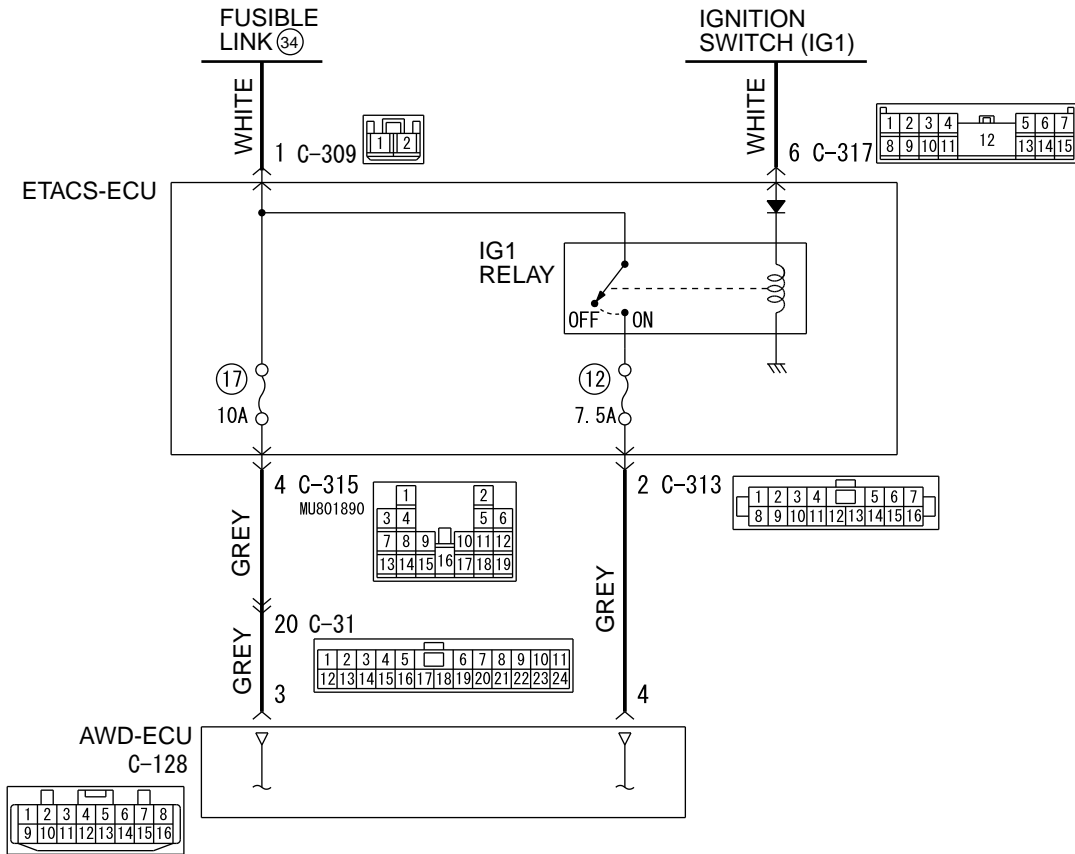 FUSIBLE
LINK 34
IGNITION
SWITCH (IG1)
WHITE
WHITE
1 C-309
1 2
6 C-317
1 2 3 4 5 6 7
8 9 10 11 12 13 14 15
ETACS-ECU
IG1
RELAY
OFF ON
17
10A
12
7.5A
4 C-315
MU801890
1 2
3 4 5 6
7 8 9 10 11 12
13 14 15 16 17 18 19
2 C-313
1 2 3 4 5 6 7
8 9 10 11 12 13 14 15 16
GREY
GREY
20 C-31
1 2 3 4 5 6 7 8 9 10 11
12 13 14 15 16 17 18 19 20 21 22 23 24
GREY
3
4
AWD-ECU
C-128
1 2 3 4 5 6 7 8
9 10 11 12 13 14 15 16